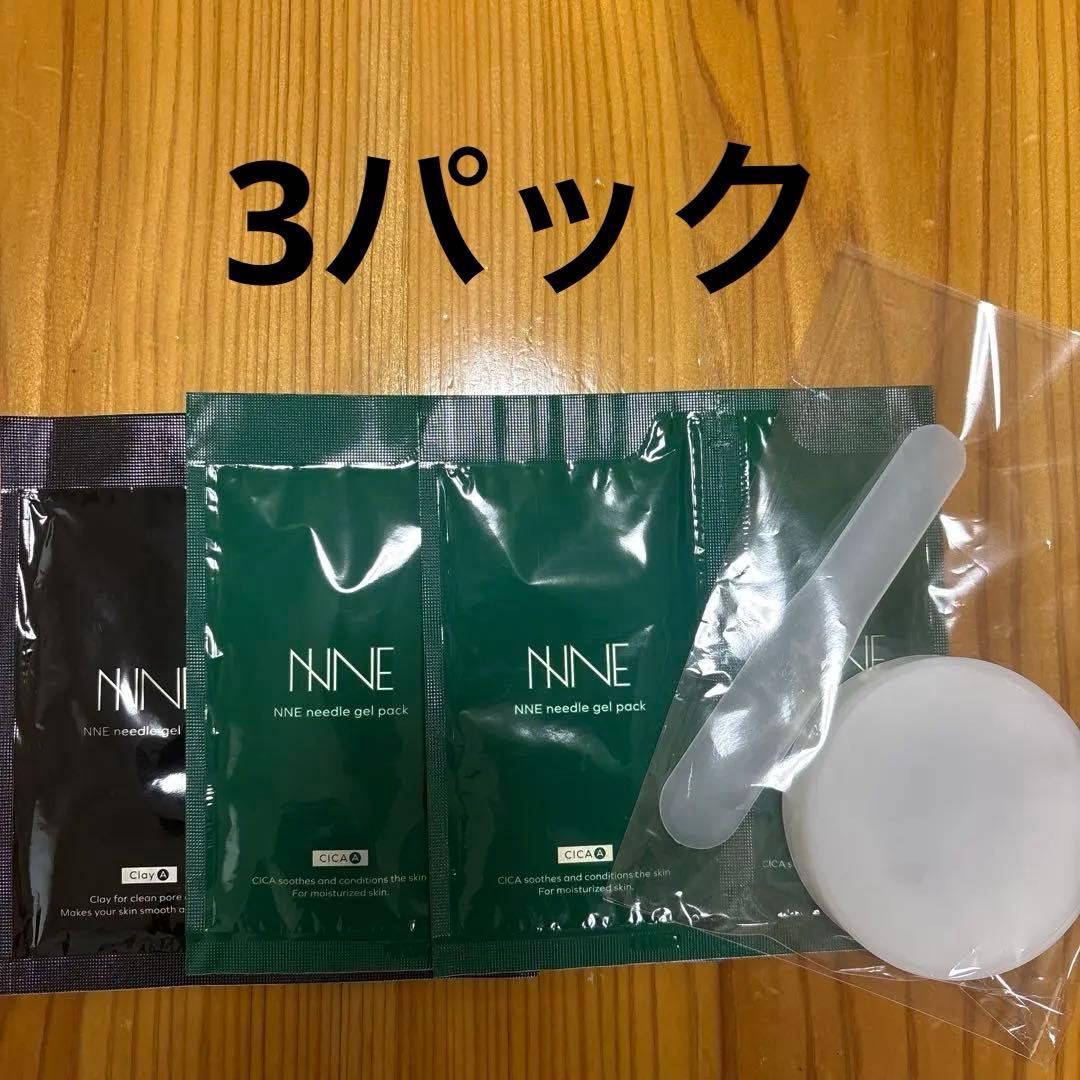 3パック
NNE
NNE needle gel
Clay A
Clay for clean pore
Makes your skin smooth a
NNE
NNE needle gel pack
CICA A
CICA soothes and conditions the skin
For moisturized skin.
NNE
NNE needle gel pack
CICA A
CICA soothes and conditions the skin
For moisturized skin.
NE
CICA s